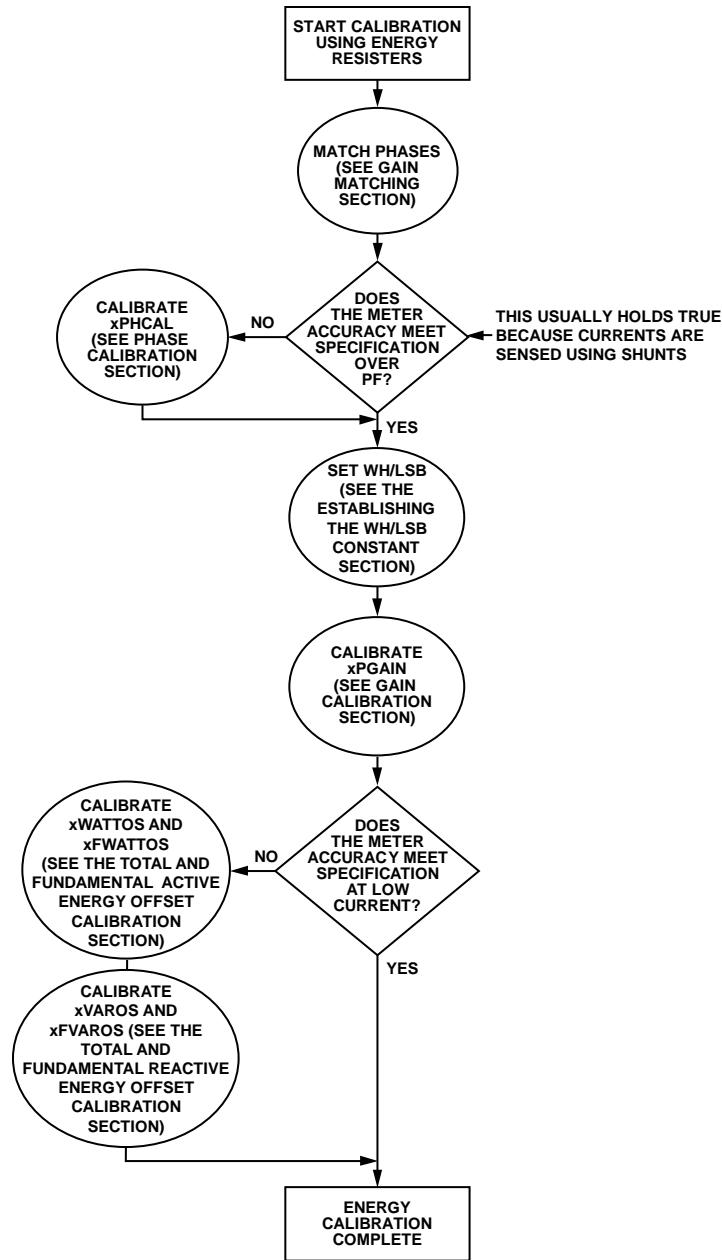 START CALIBRATION
USING ENERGY
RESISTERS
MATCH PHASES
(SEE GAIN
MATCHING
SECTION)
DOES
THE METER
ACCURACY MEET
SPECIFICATION
OVER
PF?
NO
CALIBRATE
xPHCAL
(SEE PHASE
CALIBRATION
SECTION)
THIS USUALLY HOLDS TRUE
BECAUSE CURRENTS ARE
SENSED USING SHUNTS
YES
SET WH/LSB
(SEE THE
ESTABLISHING
THE WH/LSB
CONSTANT
SECTION)
CALIBRATE
xPGAIN
(SEE GAIN
CALIBRATION
SECTION)
DOES
THE METER
ACCURACY MEET
SPECIFICATION
AT LOW
CURRENT?
NO
CALIBRATE
xWATTOS AND
xFWATTOS
(SEE THE TOTAL AND
FUNDAMENTAL ACTIVE
ENERGY OFFSET
CALIBRATION
SECTION)
YES
CALIBRATE
xVAROS AND
xFVAROS (SEE THE
TOTAL AND
FUNDAMENTAL REACTIVE
ENERGY OFFSET
CALIBRATION
SECTION)
ENERGY
CALIBRATION
COMPLETE